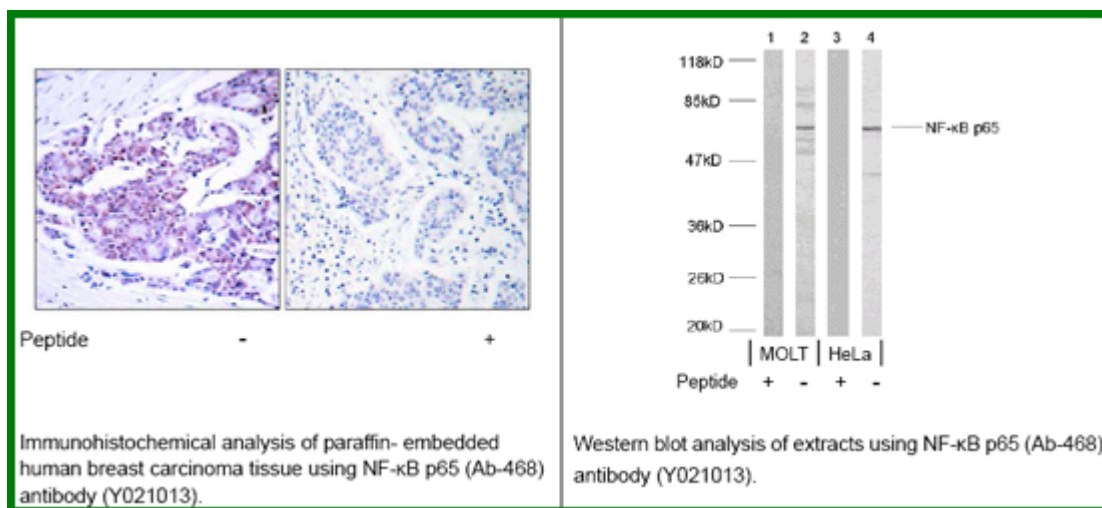 Peptide - +
Immunohistochemical analysis of paraffin- embedded
human breast carcinoma tissue using NF-κB p65 (Ab-468)
antibody (Y021013).
1 2 3 4
118kD
85kD
NF-κB p65
47kD
36kD
26kD
20kD
MOLT HeLa
Peptide + - + -
Western blot analysis of extracts using NF-κB p65 (Ab-468)
antibody (Y021013).